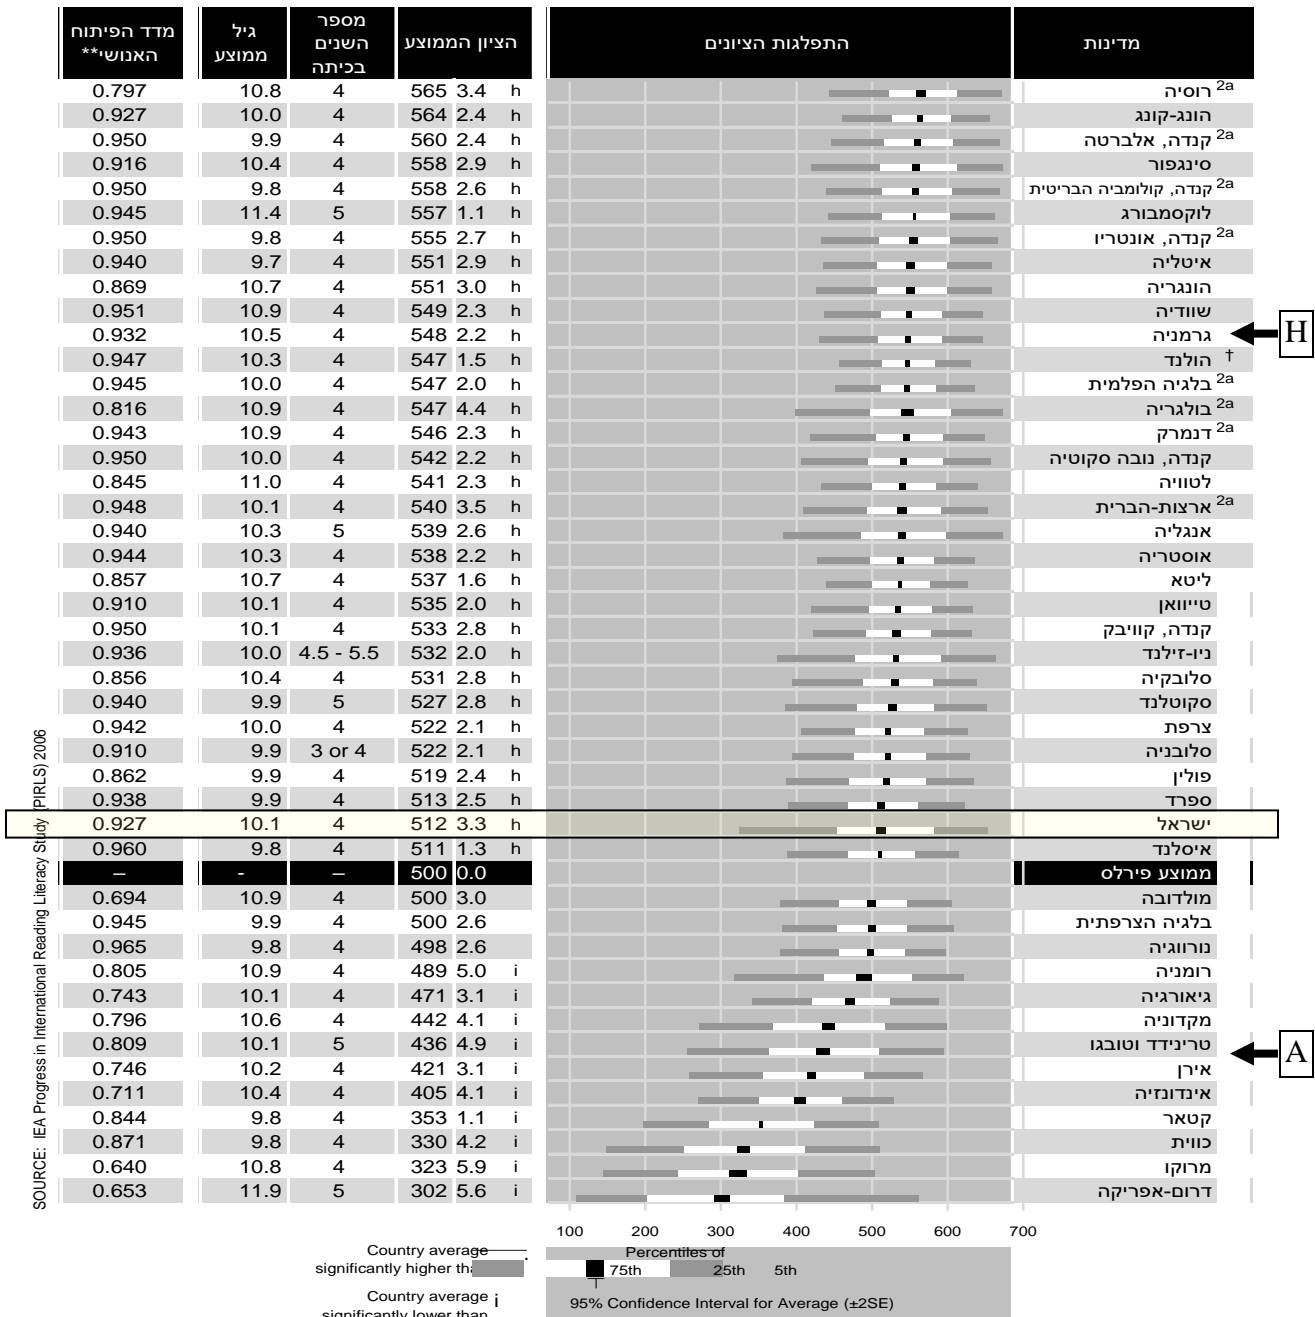 מדינות התפלגות הציונים הציון הממוצע מספר השנים בכיתה גיל ממוצע מדד הפיתוח האנושי**
2a רוסיה h 565 3.4 4 10.8 0.797
הונג-קונג h 564 2.4 4 10.0 0.927
2a קנדה, אלברטה h 560 2.4 4 9.9 0.950
סינגפור h 558 2.9 4 10.4 0.916
2a קנדה, קולומביה הבריטית h 558 2.6 4 9.8 0.950
לוקסמבורג h 557 1.1 5 11.4 0.945
2a קנדה, אונטריו h 555 2.7 4 9.8 0.950
איטליה h 551 2.9 4 9.7 0.940
הונגריה h 551 3.0 4 10.7 0.869
שוודיה h 549 2.3 4 10.9 0.951
H גרמניה h 548 2.2 4 10.5 0.932
† הולנד h 547 1.5 4 10.3 0.947
2a בלגיה הפלמית h 547 2.0 4 10.0 0.945
2a בולגריה h 547 4.4 4 10.9 0.816
2a דנמרק h 546 2.3 4 10.9 0.943
קנדה, נובה סקוטיה h 542 2.2 4 10.0 0.950
לטוויה h 541 2.3 4 11.0 0.845
2a ארצות-הברית h 540 3.5 4 10.1 0.948
אנגליה h 539 2.6 5 10.3 0.940
אוסטריה h 538 2.2 4 10.3 0.944
ליטא h 537 1.6 4 10.7 0.857
טייוואן h 535 2.0 4 10.1 0.910
קנדה, קוויבק h 533 2.8 4 10.1 0.950
ניו-זילנד h 532 2.0 4.5 - 5.5 10.0 0.936
סלובקיה h 531 2.8 4 10.4 0.856
סקוטלנד h 527 2.8 5 9.9 0.940
צרפת h 522 2.1 4 10.0 0.942
סלובניה h 522 2.1 3 or 4 9.9 0.910
פולין h 519 2.4 4 9.9 0.862
ספרד h 513 2.5 4 9.9 0.938
ישראל h 512 3.3 4 10.1 0.927
איסלנד h 511 1.3 4 9.8 0.960
ממוצע פירלס 500 0.0 – - –
מולדובה 500 3.0 4 10.9 0.694
בלגיה הצרפתית 500 2.6 4 9.9 0.945
נורווגיה 498 2.6 4 9.8 0.965
רומניה i 489 5.0 4 10.9 0.805
גיאורגיה i 471 3.1 4 10.1 0.743
מקדוניה i 442 4.1 4 10.6 0.796
A טרינידד וטובגו i 436 4.9 5 10.1 0.809
אירן i 421 3.1 4 10.2 0.746
אינדונזיה i 405 4.1 4 10.4 0.711
קטאר i 353 1.1 4 9.8 0.844
כווית i 330 4.2 4 9.8 0.871
מרוקו i 323 5.9 4 10.8 0.640
דרום-אפריקה i 302 5.6 5 11.9 0.653
100 200 300 400 500 600 700
Country average
significantly higher
Percentiles of
75th 25th 5th
Country average i
significantly lower than
95% Confidence Interval for Average (±2SE)
SOURCE: IEA Progress in International Reading Literacy Study (PIRLS) 2006